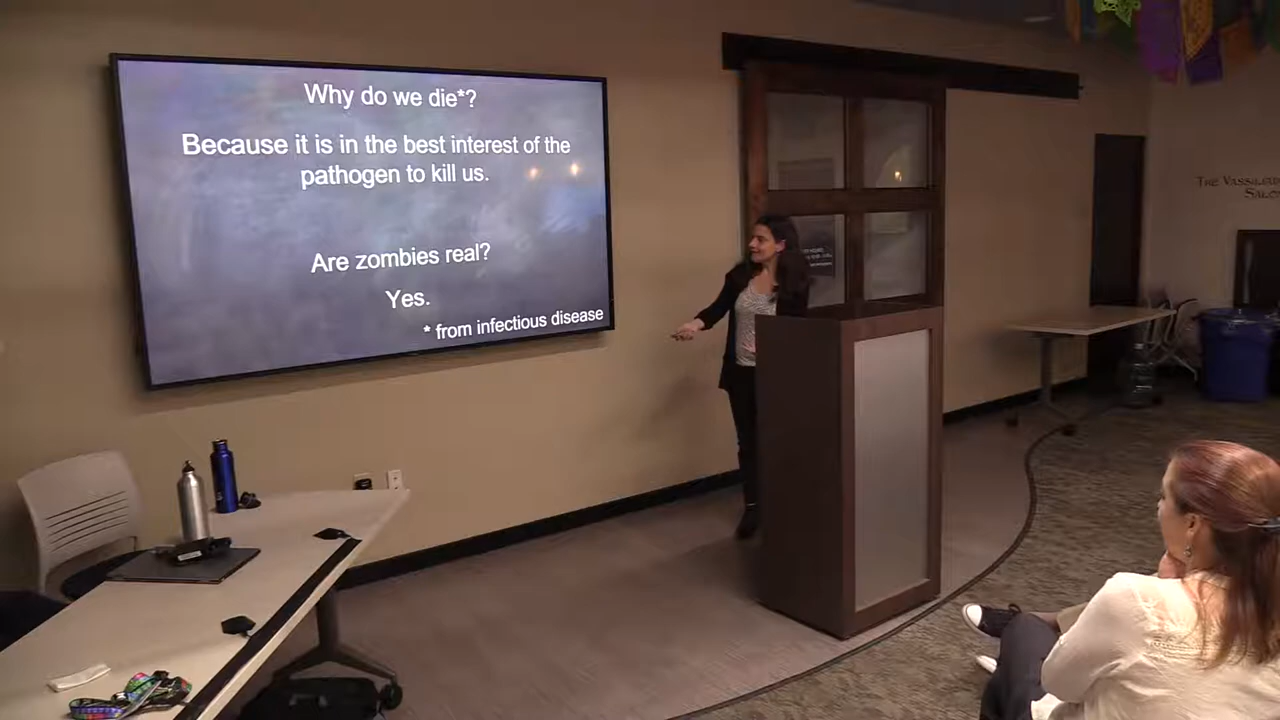 Why do we die*?
Because it is in the best interest of the
pathogen to kill us.
Are zombies real?
Yes.
* from infectious disease
The